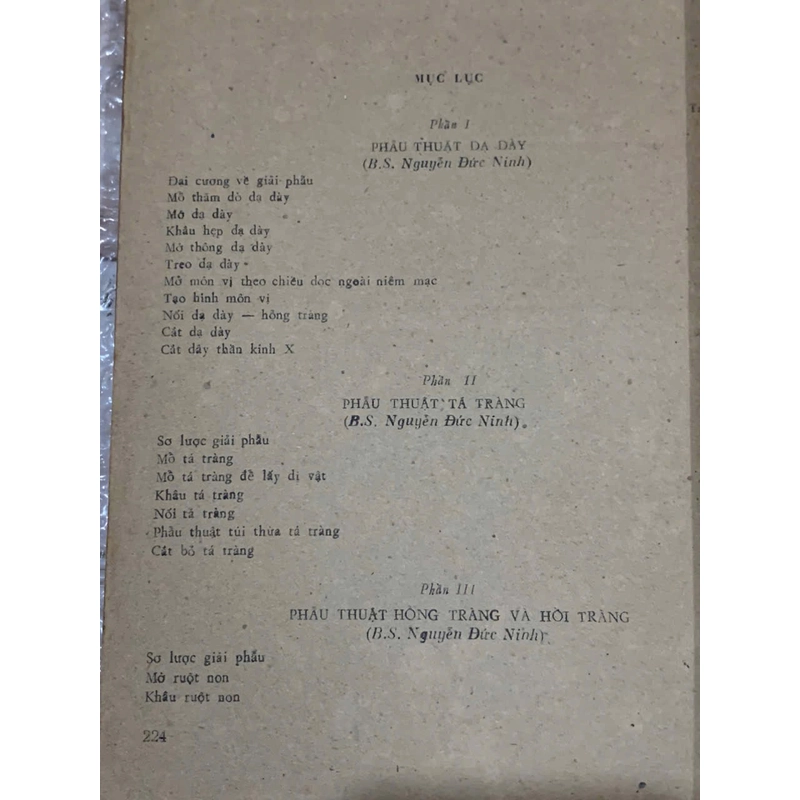 MỤC LỤC
Phần I
PHẪU THUẬT DẠ DÀY
(B.S. Nguyễn Đức Ninh)
Đại cương về giải phẫu
Mổ thăm dò dạ dày
Mở dạ dày
Khâu hẹp dạ dày
Mở thông dạ dày
Treo dạ dày
Mở môn vị theo chiều dọc ngoài niêm mạc
Tạo hình môn vị
Nối dạ dày — hỗng tràng
Cắt dạ dày
Cắt dây thần kinh X
Phần II
PHẪU THUẬT TÁ TRÀNG
(B.S. Nguyễn Đức Ninh)
Sơ lược giải phẫu
Mổ tá tràng
Mổ tá tràng để lấy dị vật
Khâu tá tràng
Nối tá tràng
Phẫu thuật túi thừa tá tràng
Cắt bỏ tá tràng
Phần III
PHẪU THUẬT HỖNG TRÀNG VÀ HỒI TRÀNG
(B.S. Nguyễn Đức Ninh)
Sơ lược giải phẫu
Mở ruột non
Khâu ruột non
224